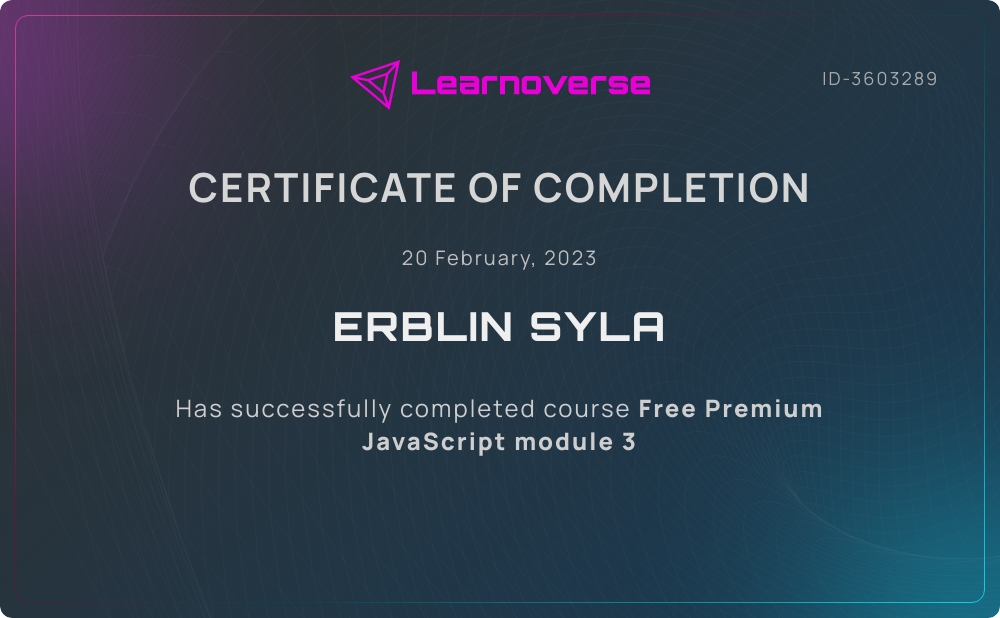 Learnoverse
ID-3603289
CERTIFICATE OF COMPLETION
20 February, 2023
ERBLIN SYLA
Has successfully completed course Free Premium
JavaScript module 3